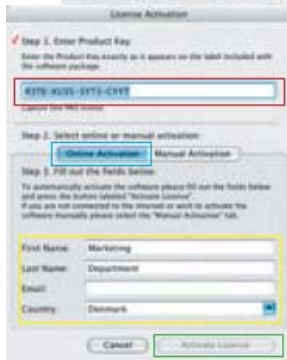 License Activation
Step 1. Enter Product Key
Enter the Product Key exactly as it appears on the label included with
the software package.
Step 2. Select online or manual activation:
Online Activation
Manual Activation
Step 3. Fill out the fields below
To automatically activate the software please fill out the fields below
and press the button labeled "Activate License".
If you are not connected to the internet or wish to activate the
software manually please select the "Manual Activation" tab.
First Name: Marketing
Last Name: Department
Email:
Country: Denmark
Cancel
Activate License